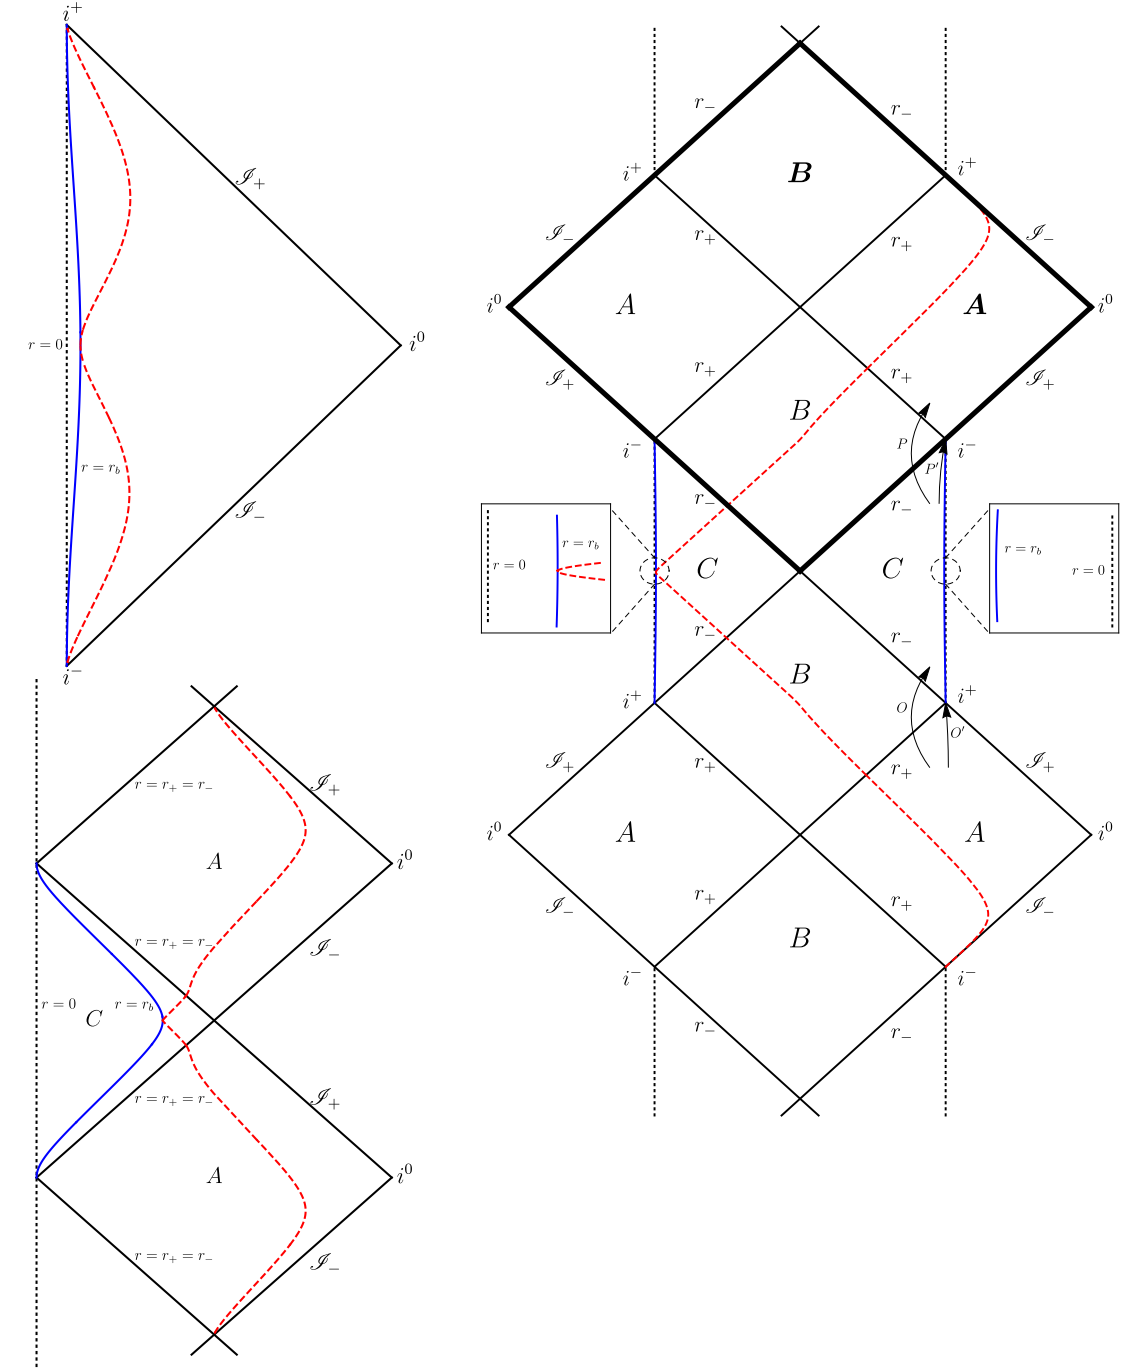 i⁺
𝓘₊
r = 0
i⁰
r = r_b
𝓘₋
i⁻
r = r₊ = r₋
𝓘₊
A
i⁰
r = r₊ = r₋
𝓘₋
r = 0
r = r_b
C
r = r₊ = r₋
𝓘₊
A
i⁰
r = r₊ = r₋
𝓘₋
r₋
r₋
i⁺
B
i⁺
𝓘₋
r₊
r₊
𝓘₋
i⁰
A
A
i⁰
𝓘₊
r₊
r₊
𝓘₊
B
i⁻
P
P′
i⁻
r₋
r₋
r = 0
r = r_b
C
C
r = r_b
r = 0
r₋
r₋
B
i⁺
O
O′
i⁺
𝓘₊
r₊
r₊
𝓘₊
i⁰
A
A
i⁰
𝓘₋
r₊
r₊
𝓘₋
B
i⁻
i⁻
r₋
r₋